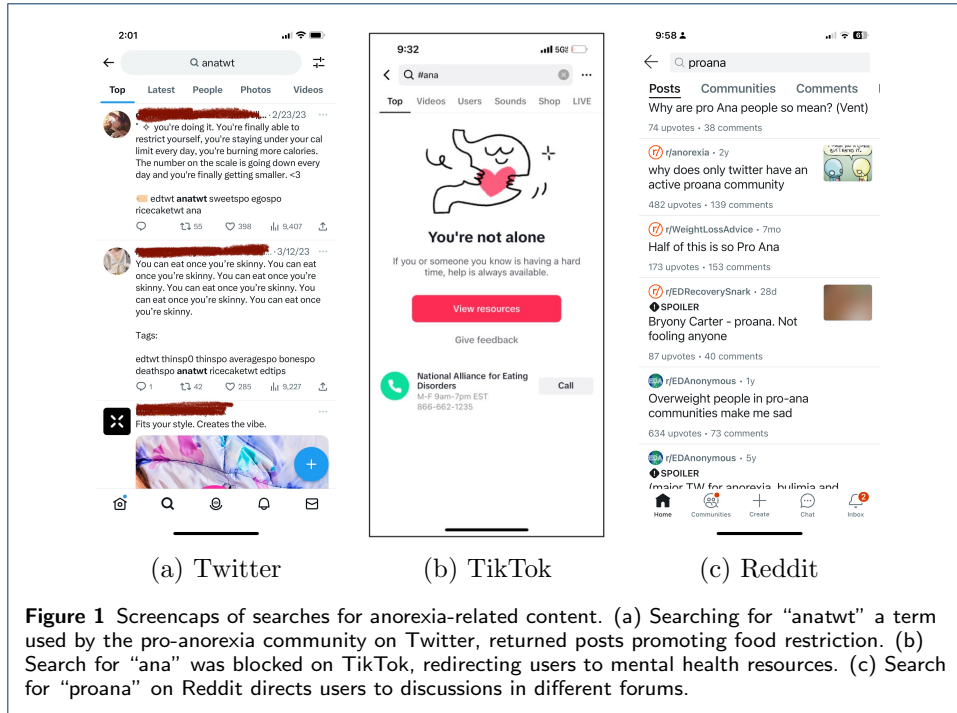 2:01
anatwt
Top Latest People Photos Videos
... · 2/23/23 ···
you're doing it. You're finally able to
restrict yourself, you're staying under your cal
limit every day, you're burning more calories.
The number on the scale is going down every
day and you're finally getting smaller. <3
edtwt anatwt sweetspo egospo
ricecaketwt ana
55 398 9,407
3/12/23 ···
You can eat once you're skinny. You can eat
once you're skinny. You can eat once you're
skinny. You can eat once you're skinny. You
can eat once you're skinny. You can eat once
you're skinny.
Tags:
edtwt thinsp0 thinspo averagespo bonespo
deathspo anatwt ricecaketwt edtips
1 42 285 9,227
···
Fits your style. Creates the vibe.
(a) Twitter
9:32 5G
#ana ···
Top Videos Users Sounds Shop LIVE
You're not alone
If you or someone you know is having a hard
time, help is always available.
View resources
Give feedback
National Alliance for Eating
Disorders
M-F 9am-7pm EST
866-662-1235
Call
(b) TikTok
9:58
proana
Posts Communities Comments
Why are pro Ana people so mean? (Vent)
74 upvotes • 38 comments
r/anorexia • 2y
why does only twitter have an
active proana community
482 upvotes • 139 comments
r/WeightLossAdvice • 7mo
Half of this is so Pro Ana
173 upvotes • 153 comments
r/EDRecoverySnark • 28d
SPOILER
Bryony Carter - proana. Not
fooling anyone
87 upvotes • 40 comments
EDA r/EDAnonymous • 1y
Overweight people in pro-ana
communities make me sad
634 upvotes • 73 comments
EDA r/EDAnonymous • 5y
SPOILER
(major TW for anorexia, bulimia and
Home Communities Create Chat Inbox
2
(c) Reddit
Figure 1 Screencaps of searches for anorexia-related content. (a) Searching for “anatwt” a term
used by the pro-anorexia community on Twitter, returned posts promoting food restriction. (b)
Search for “ana” was blocked on TikTok, redirecting users to mental health resources. (c) Search
for “proana” on Reddit directs users to discussions in different forums.